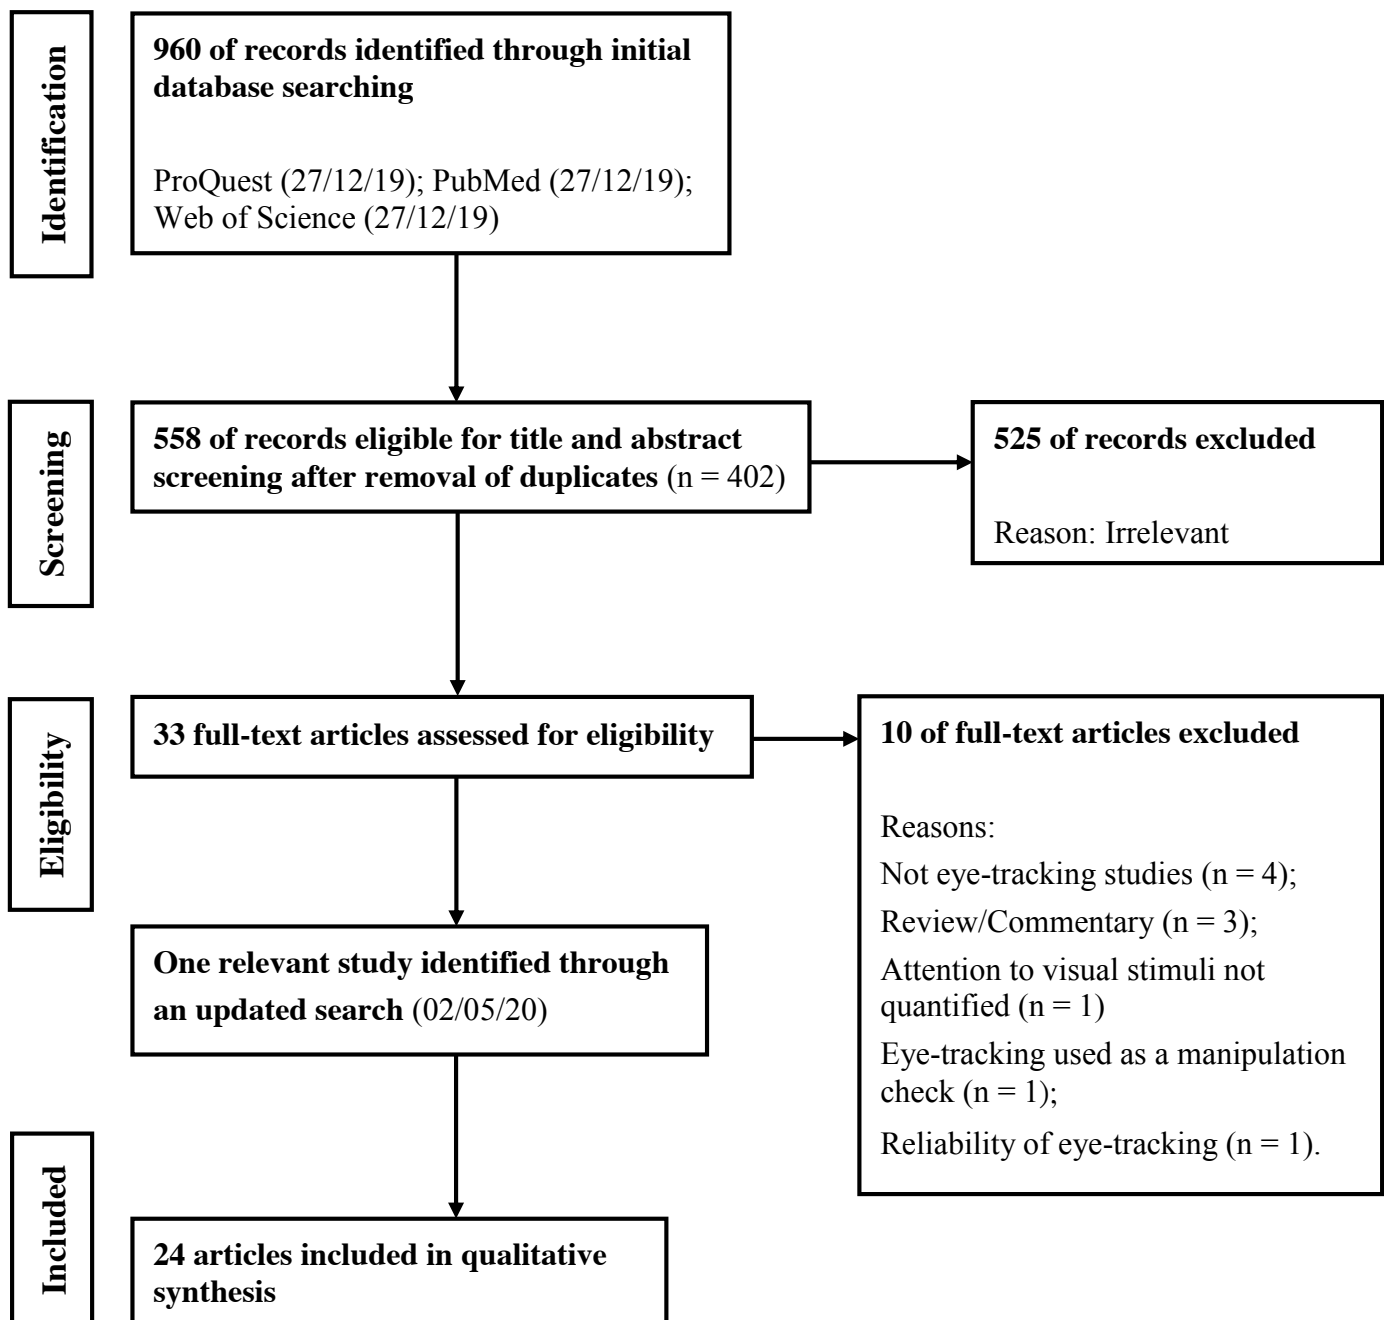 Identification
960 of records identified through initial
database searching
ProQuest (27/12/19); PubMed (27/12/19);
Web of Science (27/12/19)
Screening
558 of records eligible for title and abstract
screening after removal of duplicates (n = 402)
525 of records excluded
Reason: Irrelevant
Eligibility
33 full-text articles assessed for eligibility
10 of full-text articles excluded
Reasons:
Not eye-tracking studies (n = 4);
Review/Commentary (n = 3);
Attention to visual stimuli not
quantified (n = 1)
Eye-tracking used as a manipulation
check (n = 1);
Reliability of eye-tracking (n = 1).
One relevant study identified through
an updated search (02/05/20)
Included
24 articles included in qualitative
synthesis